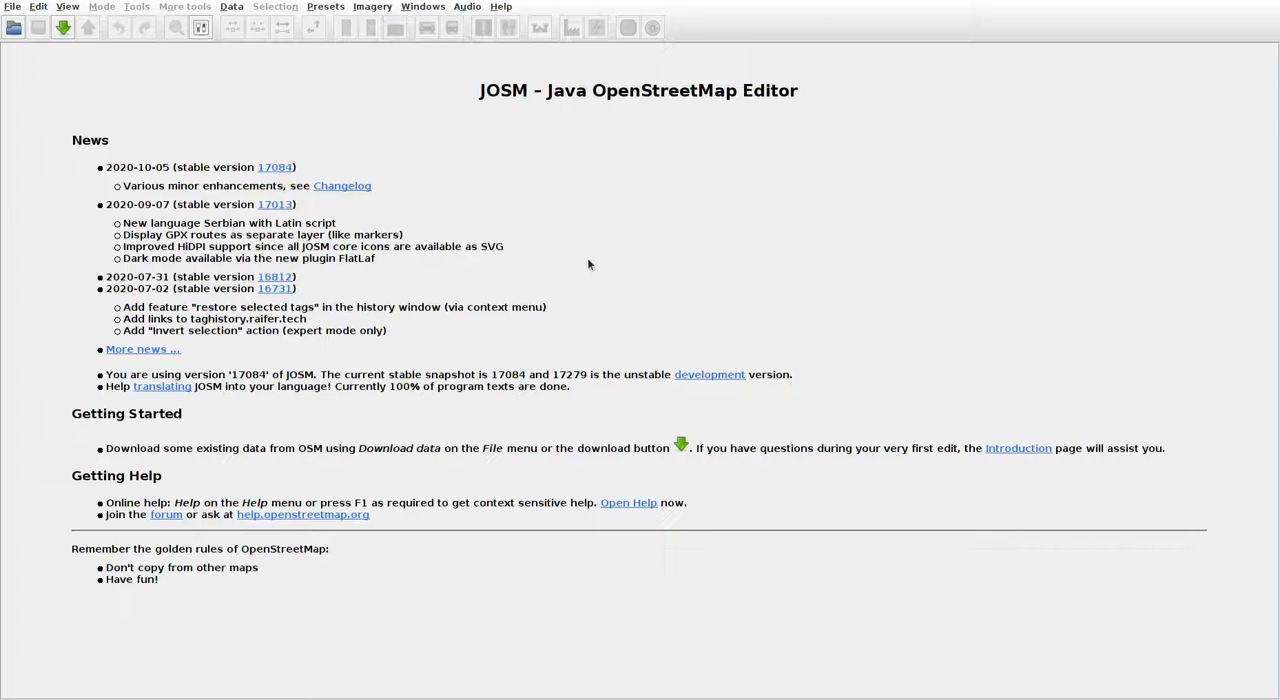 File Edit View Mode Tools More tools Data Selection Presets Imagery Windows Audio Help
JOSM – Java OpenStreetMap Editor
News
2020-10-05 (stable version 17084)
Various minor enhancements, see Changelog
2020-09-07 (stable version 17013)
New language Serbian with Latin script
Display GPX routes as separate layer (like markers)
Improved HiDPI support since all JOSM core icons are available as SVG
Dark mode available via the new plugin FlatLaf
2020-07-31 (stable version 16812)
2020-07-02 (stable version 16731)
Add feature "restore selected tags" in the history window (via context menu)
Add links to taghistory.raifer.tech
Add "Invert selection" action (expert mode only)
More news ...
You are using version '17084' of JOSM. The current stable snapshot is 17084 and 17279 is the unstable development version.
Help translating JOSM into your language! Currently 100% of program texts are done.
Getting Started
Download some existing data from OSM using Download data on the File menu or the download button . If you have questions during your very first edit, the Introduction page will assist you.
Getting Help
Online help: Help on the Help menu or press F1 as required to get context sensitive help. Open Help now.
Join the forum or ask at help.openstreetmap.org
Remember the golden rules of OpenStreetMap:
Don't copy from other maps
Have fun!